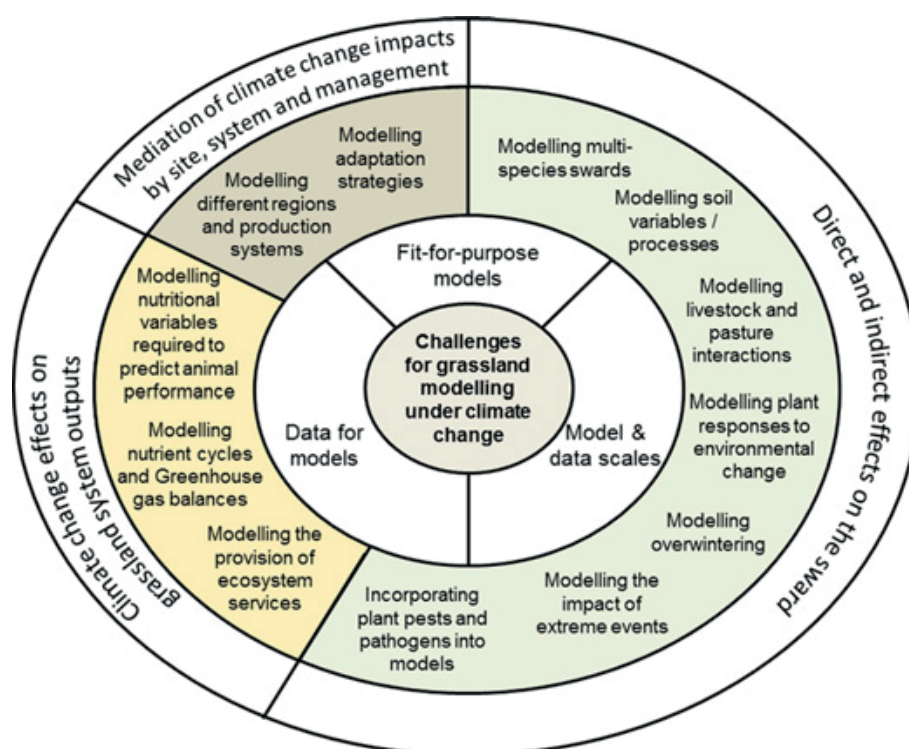 Mediation of climate change impacts
by site, system and management
Modelling
adaptation
strategies
Modelling
different regions
and production
systems
Direct and indirect effects on the sward
Modelling multi-
species swards
Modelling soil
variables /
processes
Modelling
livestock and
pasture
interactions
Modelling plant
responses to
environmental
change
Modelling
overwintering
Modelling the
impact of
extreme events
Incorporating
plant pests and
pathogens into
models
Climate change effects on
grassland system outputs
Modelling
nutritional
variables
required to
predict animal
performance
Modelling
nutrient cycles
and Greenhouse
gas balances
Modelling the
provision of
ecosystem
services
Fit-for-purpose
models
Data for
models
Model &
data scales
Challenges
for grassland
modelling
under climate
change